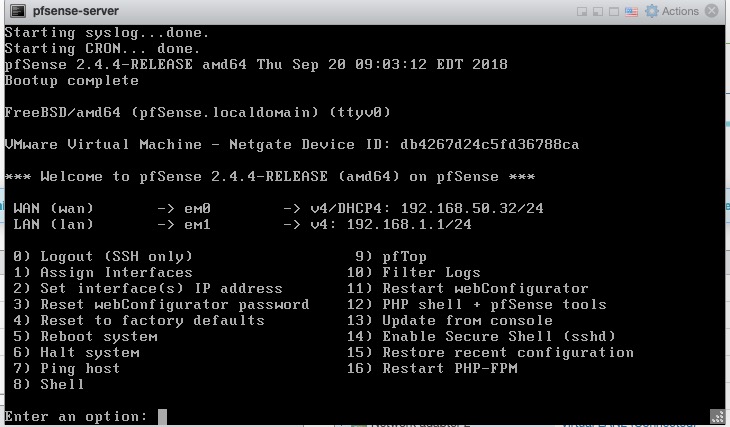 pfsense-server
Actions
Starting syslog...done.
Starting CRON... done.
pfSense 2.4.4-RELEASE amd64 Thu Sep 20 09:03:12 EDT 2018
Bootup complete
FreeBSD/amd64 (pfSense.localdomain) (ttyv0)
VMware Virtual Machine - Netgate Device ID: db4267d24c5fd36788ca
*** Welcome to pfSense 2.4.4-RELEASE (amd64) on pfSense ***
WAN (wan) -> em0 -> v4/DHCP4: 192.168.50.32/24
LAN (lan) -> em1 -> v4: 192.168.1.1/24
0) Logout (SSH only) 9) pfTop
1) Assign Interfaces 10) Filter Logs
2) Set interface(s) IP address 11) Restart webConfigurator
3) Reset webConfigurator password 12) PHP shell + pfSense tools
4) Reset to factory defaults 13) Update from console
5) Reboot system 14) Enable Secure Shell (sshd)
6) Halt system 15) Restore recent configuration
7) Ping host 16) Restart PHP-FPM
8) Shell
Enter an option: